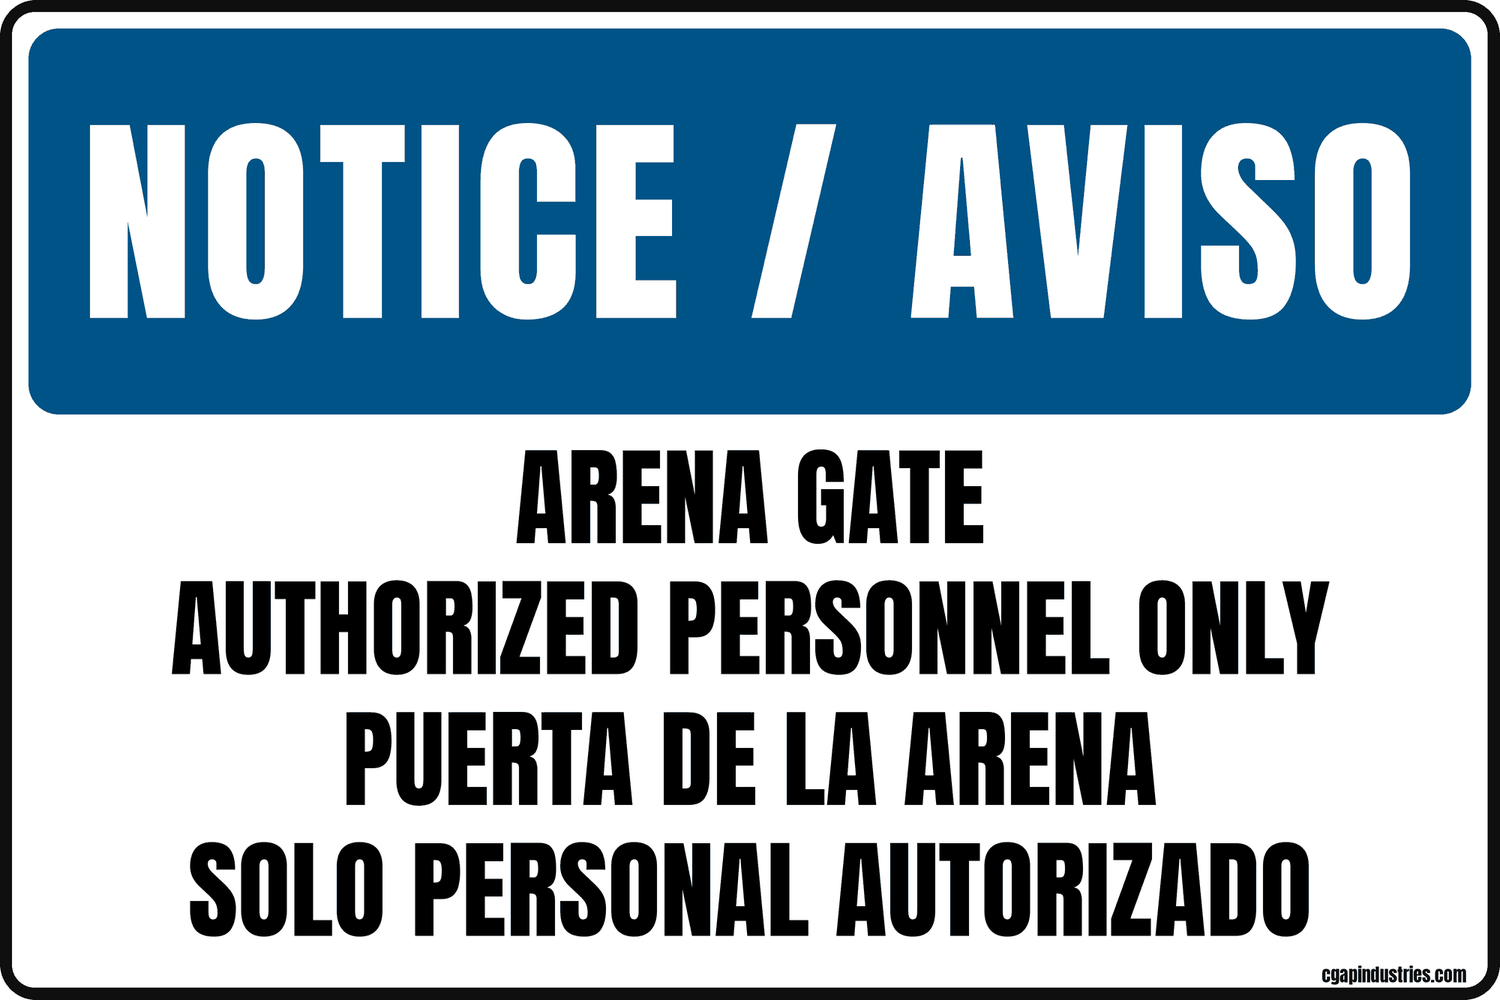 NOTICE / AVISO
ARENA GATE
AUTHORIZED PERSONNEL ONLY
PUERTA DE LA ARENA
SOLO PERSONAL AUTORIZADO
cgapindustries.com